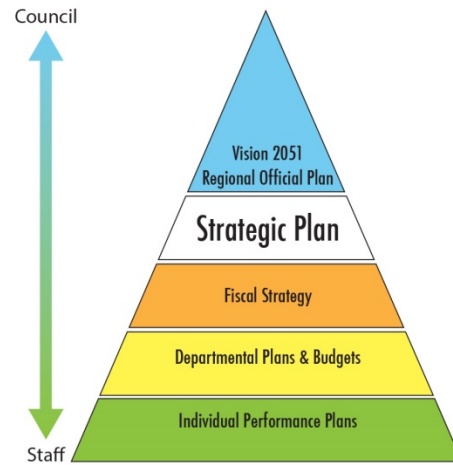 Council
Vision 2051
Regional Official Plan
Strategic Plan
Fiscal Strategy
Departmental Plans & Budgets
Individual Performance Plans
Staff